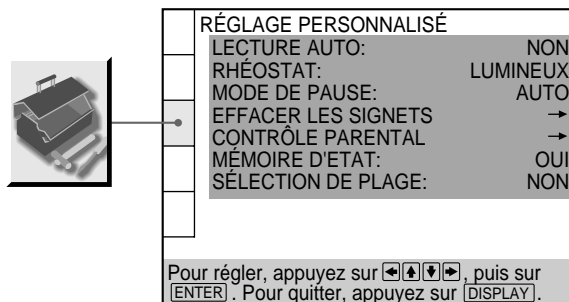 RÉGLAGE PERSONNALISÉ
LECTURE AUTO: NON
RHÉOSTAT: LUMINEUX
MODE DE PAUSE: AUTO
EFFACER LES SIGNETS →
CONTRÔLE PARENTAL →
MÉMOIRE D'ETAT: OUI
SÉLECTION DE PLAGE: NON
Pour régler, appuyez sur ←↑↓→, puis sur
ENTER. Pour quitter, appuyez sur DISPLAY.